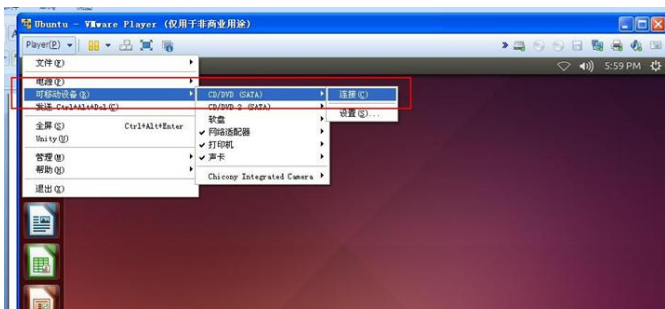 Ubuntu - VMware Player (仅用于非商业用途)
Player(P)
5:59 PM
文件(F)
电源(P)
可移动设备(R)
CD/DVD (SATA)
连接(C)
发送 Ctrl+Alt+Del(C)
CD/DVD 2 (SATA)
设置(S)...
软盘
全屏(S) Ctrl+Alt+Enter
网络适配器
Unity(U)
打印机
管理(M)
声卡
帮助(H)
Chicony Integrated Camera
退出(X)